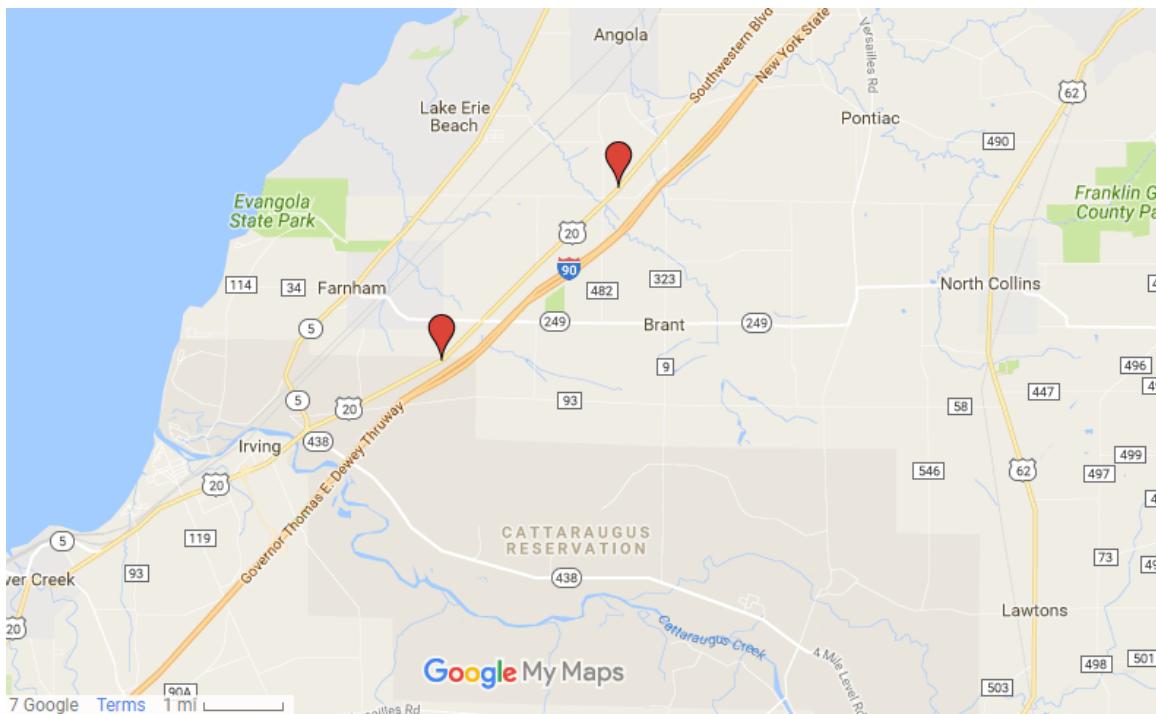 Angola
Southwestern Blvd
New York State
Versailles Rd
62
Lake Erie
Beach
Pontiac
490
Evangola
State Park
Franklin G
County Pa
20
90
114
34
Farnham
482
323
North Collins
5
249
Brant
249
9
496
5
20
93
447
58
Irving
438
499
Governor Thomas E. Dewey Thruway
546
497
62
20
CATTARAUGUS
RESERVATION
5
119
73
ver Creek
93
438
Lawtons
20
Cattaraugus Creek
4 Mile Level Rd
Google My Maps
498
501
503
90A
7 Google Terms 1 mi
Versailles Rd